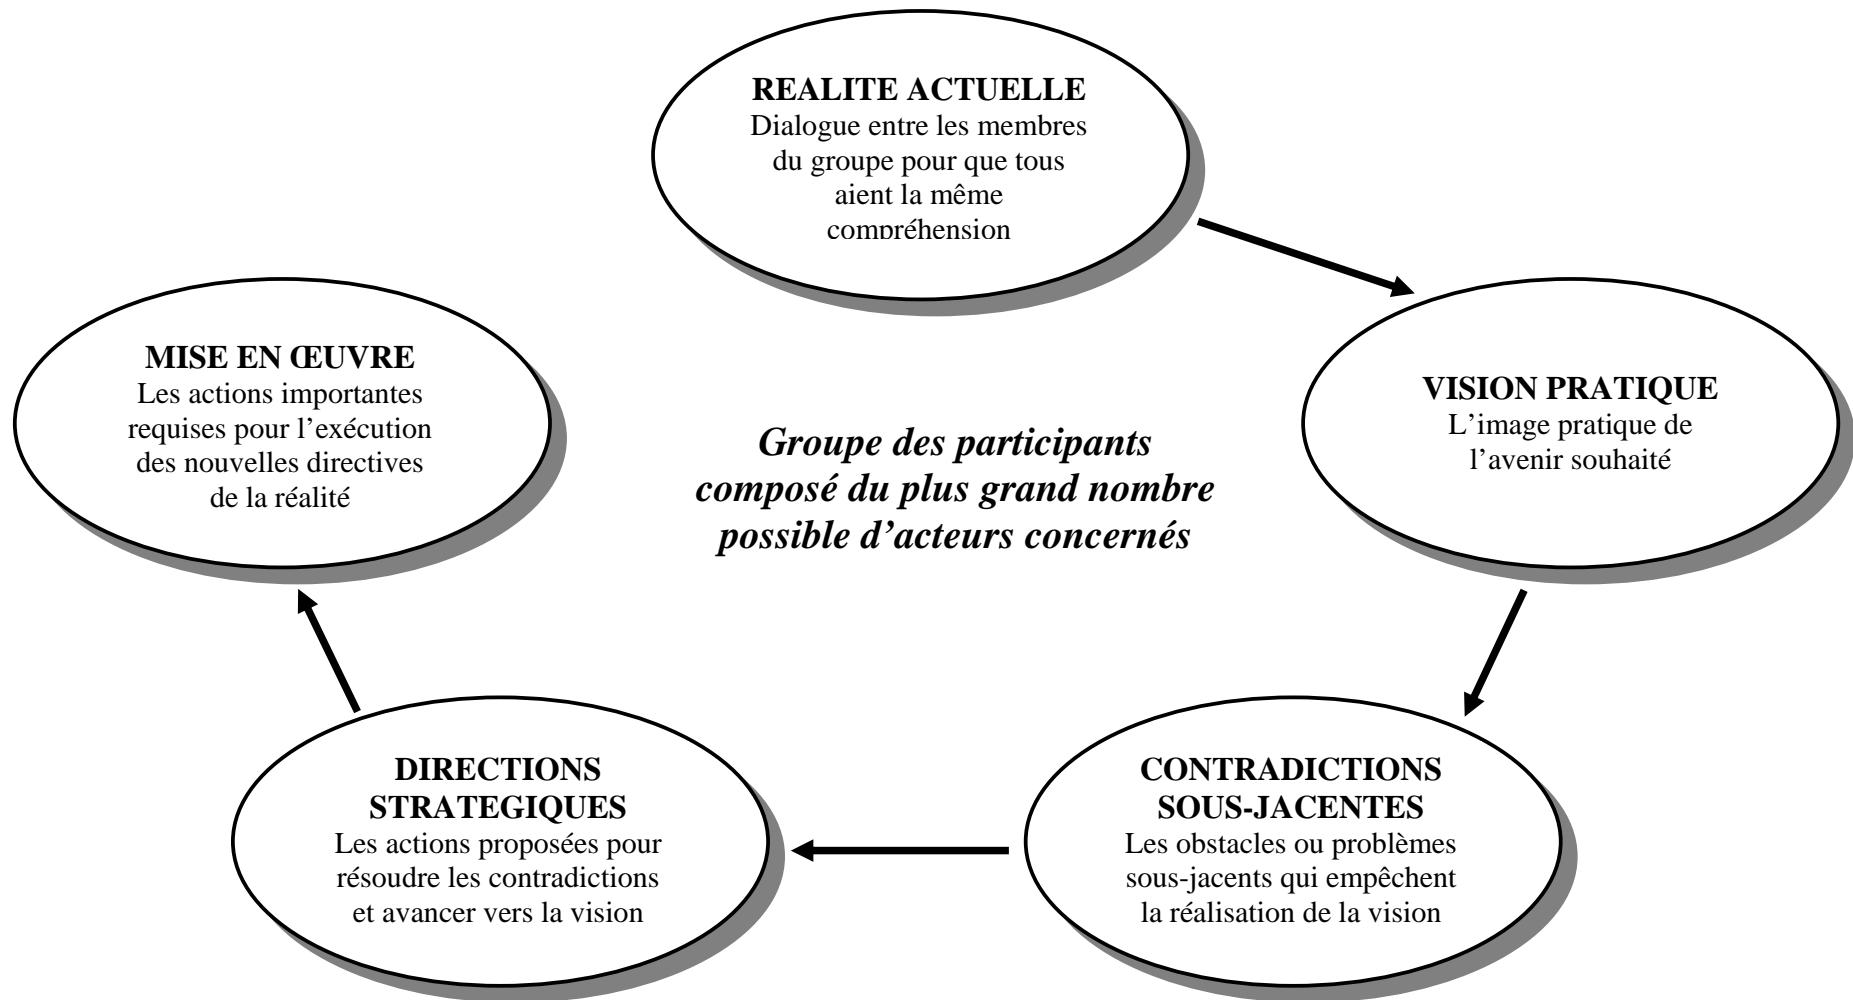 REALITE ACTUELLE
Dialogue entre les membres
du groupe pour que tous
aient la même
compréhension
VISION PRATIQUE
L’image pratique de
l’avenir souhaité
CONTRADICTIONS
SOUS-JACENTES
Les obstacles ou problèmes
sous-jacents qui empêchent
la réalisation de la vision
DIRECTIONS
STRATEGIQUES
Les actions proposées pour
résoudre les contradictions
et avancer vers la vision
MISE EN ŒUVRE
Les actions importantes
requises pour l’exécution
des nouvelles directives
de la réalité
Groupe des participants
composé du plus grand nombre
possible d’acteurs concernés